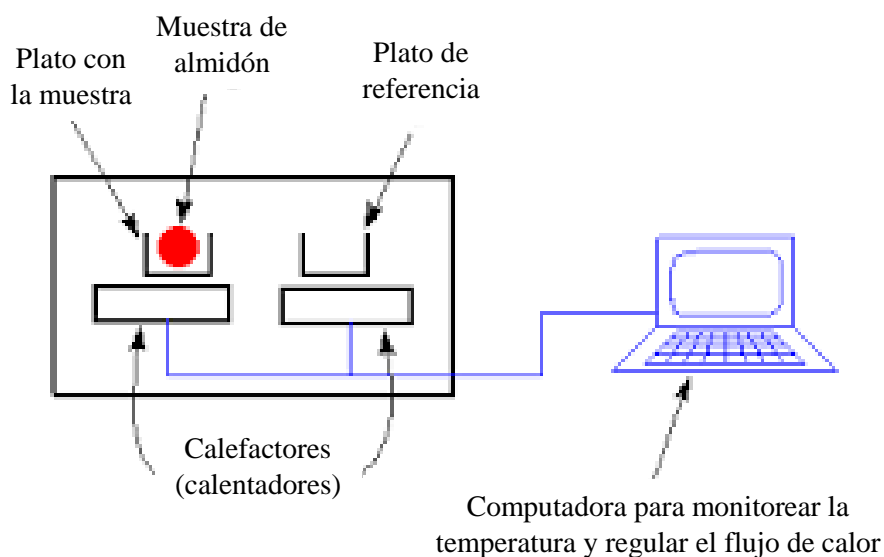 Plato con
la muestra
Muestra de
almidón
Plato de
referencia
Calefactores
(calentadores)
Computadora para monitorear la
temperatura y regular el flujo de calor